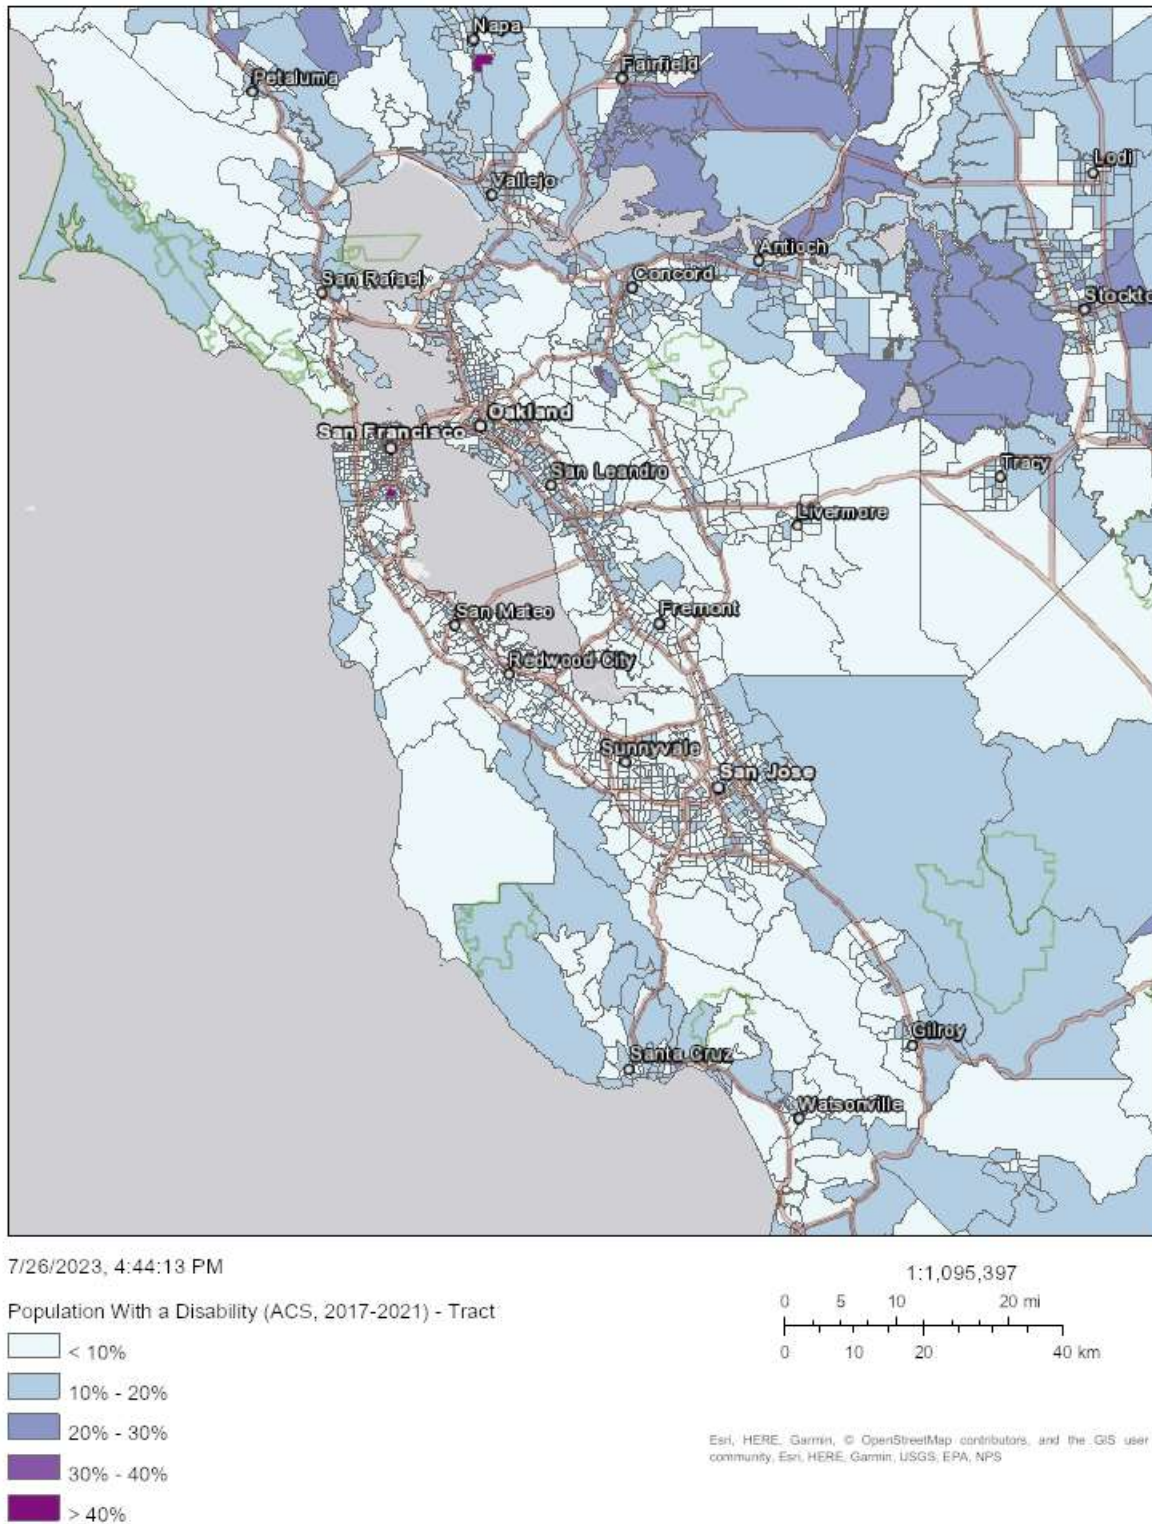 Napa
Petaluma
Fairfield
Lodi
Vallejo
Antioch
San Rafael
Concord
Stockto
Oakland
San Francisco
San Leandro
Tracy
Livermore
San Mateo
Fremont
Redwood City
Sunnyvale
San Jose
Gilroy
Santa Cruz
Watsonville
7/26/2023, 4:44:13 PM
1:1,095,397
0 5 10 20 mi
0 10 20 40 km
Population With a Disability (ACS, 2017-2021) - Tract
< 10%
10% - 20%
20% - 30%
30% - 40%
> 40%
Esri, HERE, Garmin, © OpenStreetMap contributors, and the GIS user
community, Esri, HERE, Garmin, USGS, EPA, NPS